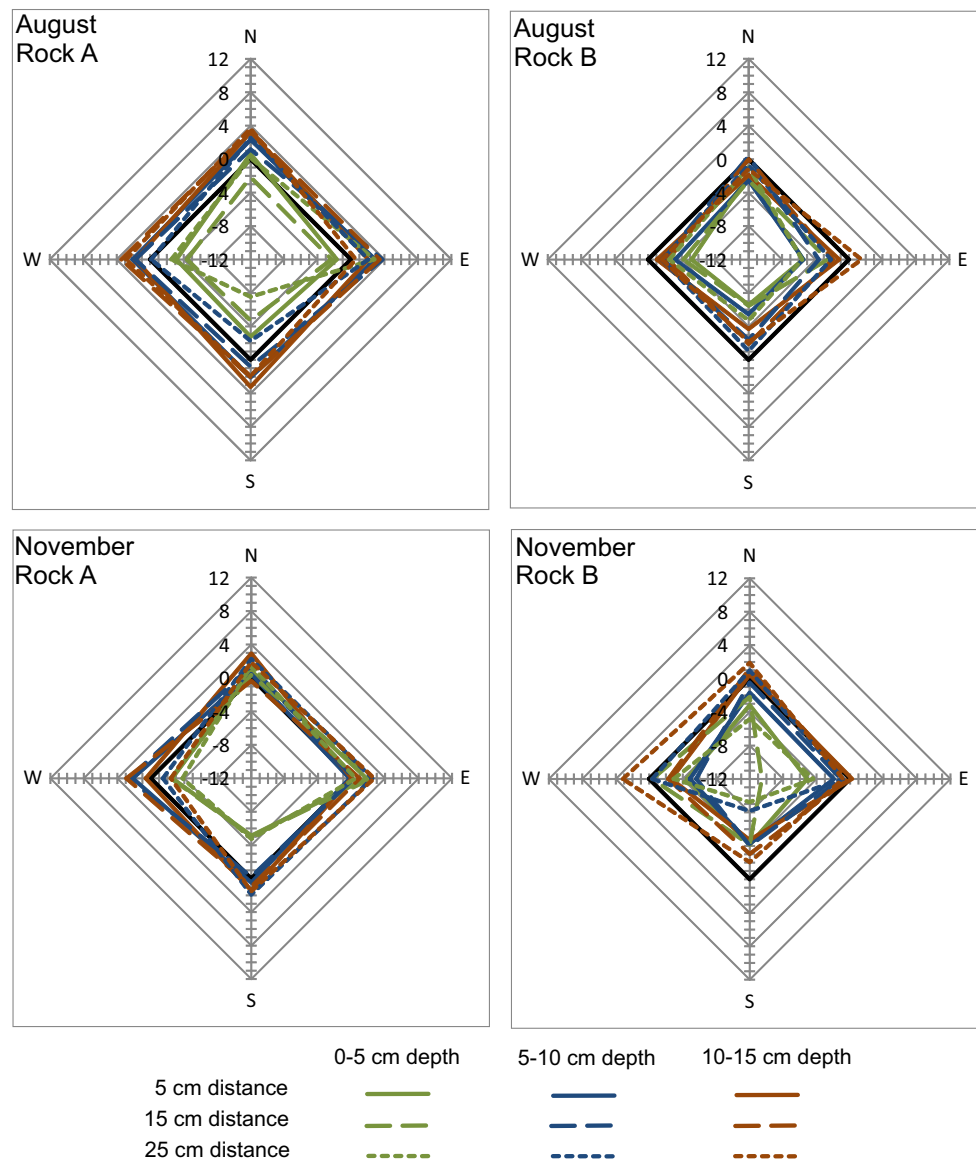 August
Rock A
N
12
8
4
0
-4
-8
-12
W
E
S
August
Rock B
N
12
8
4
0
-4
-8
-12
W
E
S
November
Rock A
N
12
8
4
0
-4
-8
-12
W
E
S
November
Rock B
N
12
8
4
0
-4
-8
-12
W
E
S
0-5 cm depth 5-10 cm depth 10-15 cm depth
5 cm distance
15 cm distance
25 cm distance